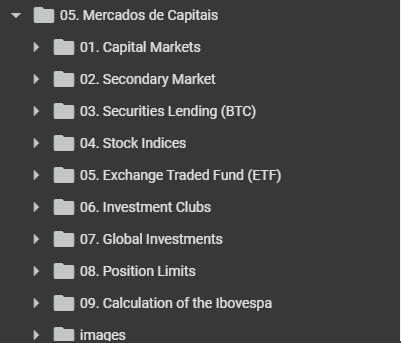 05. Mercados de Capitais
01. Capital Markets
02. Secondary Market
03. Securities Lending (BTC)
04. Stock Indices
05. Exchange Traded Fund (ETF)
06. Investment Clubs
07. Global Investments
08. Position Limits
09. Calculation of the Ibovespa
images